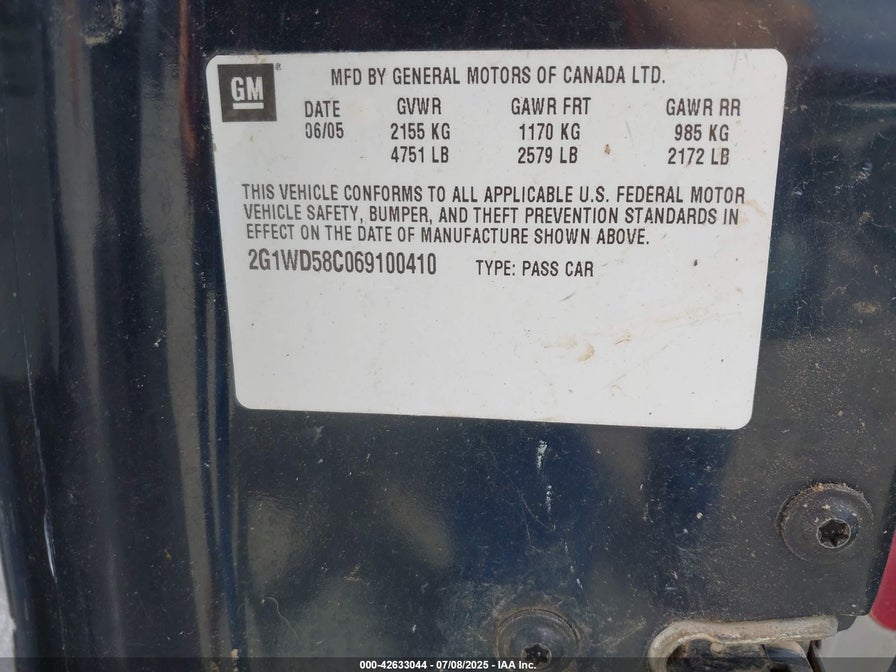 GM®
MFD BY GENERAL MOTORS OF CANADA LTD.
DATE GVWR GAWR FRT GAWR RR
06/05 2155 KG 1170 KG 985 KG
4751 LB 2579 LB 2172 LB
THIS VEHICLE CONFORMS TO ALL APPLICABLE U.S. FEDERAL MOTOR
VEHICLE SAFETY, BUMPER, AND THEFT PREVENTION STANDARDS IN
EFFECT ON THE DATE OF MANUFACTURE SHOWN ABOVE.
2G1WD58C069100410 TYPE: PASS CAR
000-42633044 / 07/08/2025 - IAA Inc.